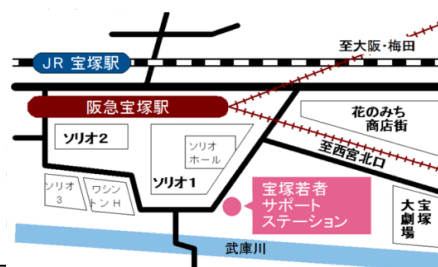 至大阪・梅田
JR 宝塚駅
阪急宝塚駅
花のみち
商店街
ソリオ2
ソリオ
ホール
至西宮北口
ソリオ1
ソリオ
3
ワシン
トンH
宝塚若者
サポート
ステーション
宝塚
大劇場
武庫川